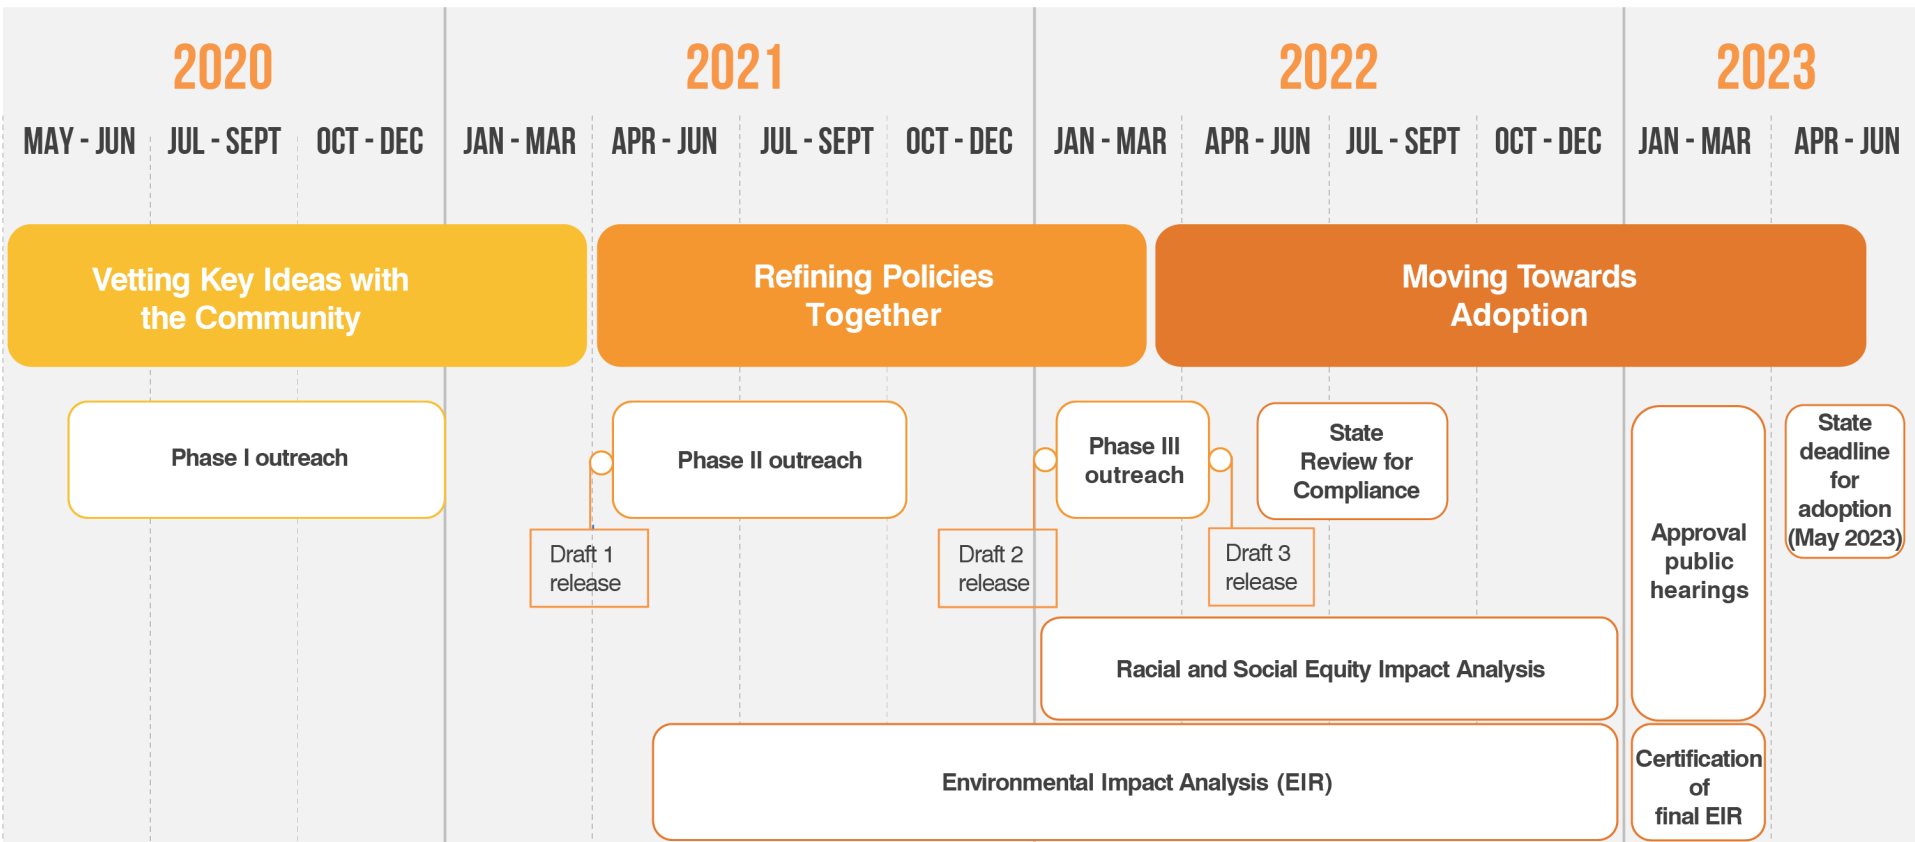 2020
2021
2022
2023
MAY - JUN
JUL - SEPT
OCT - DEC
JAN - MAR
APR - JUN
JUL - SEPT
OCT - DEC
JAN - MAR
APR - JUN
JUL - SEPT
OCT - DEC
JAN - MAR
APR - JUN
Vetting Key Ideas with
the Community
Refining Policies
Together
Moving Towards
Adoption
Phase I outreach
Phase II outreach
Phase III
outreach
State
Review for
Compliance
Approval
public
hearings
State
deadline
for
adoption
(May 2023)
Draft 1
release
Draft 2
release
Draft 3
release
Racial and Social Equity Impact Analysis
Environmental Impact Analysis (EIR)
Certification
of
final EIR